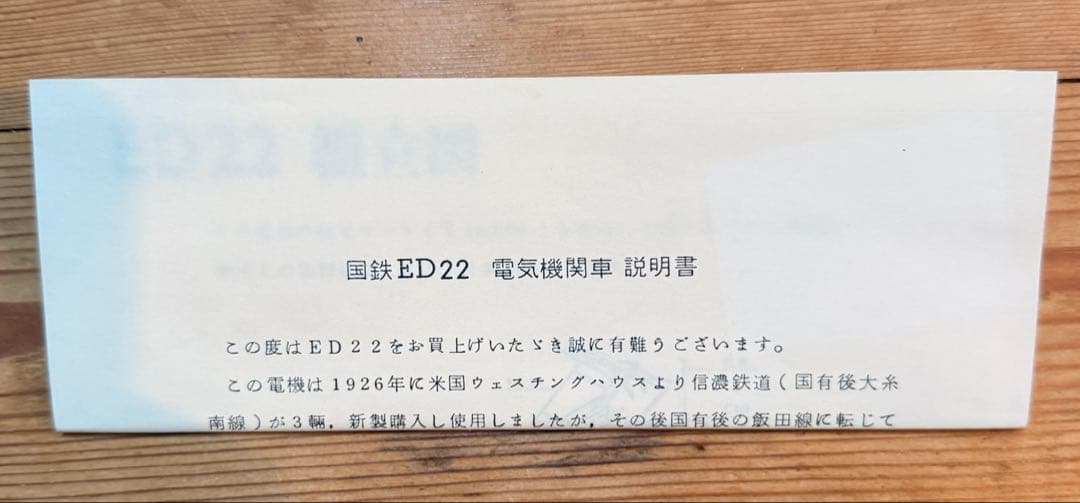 国鉄ED22 電気機関車 説明書
この度はED22をお買上げいたゞき誠に有難うございます。
この電機は1926年に米国ウェスチングハウスより信濃鉄道(国有後大糸
南線)が3輛，新製購入し使用しましたが，その後国有後の飯田線に転じて